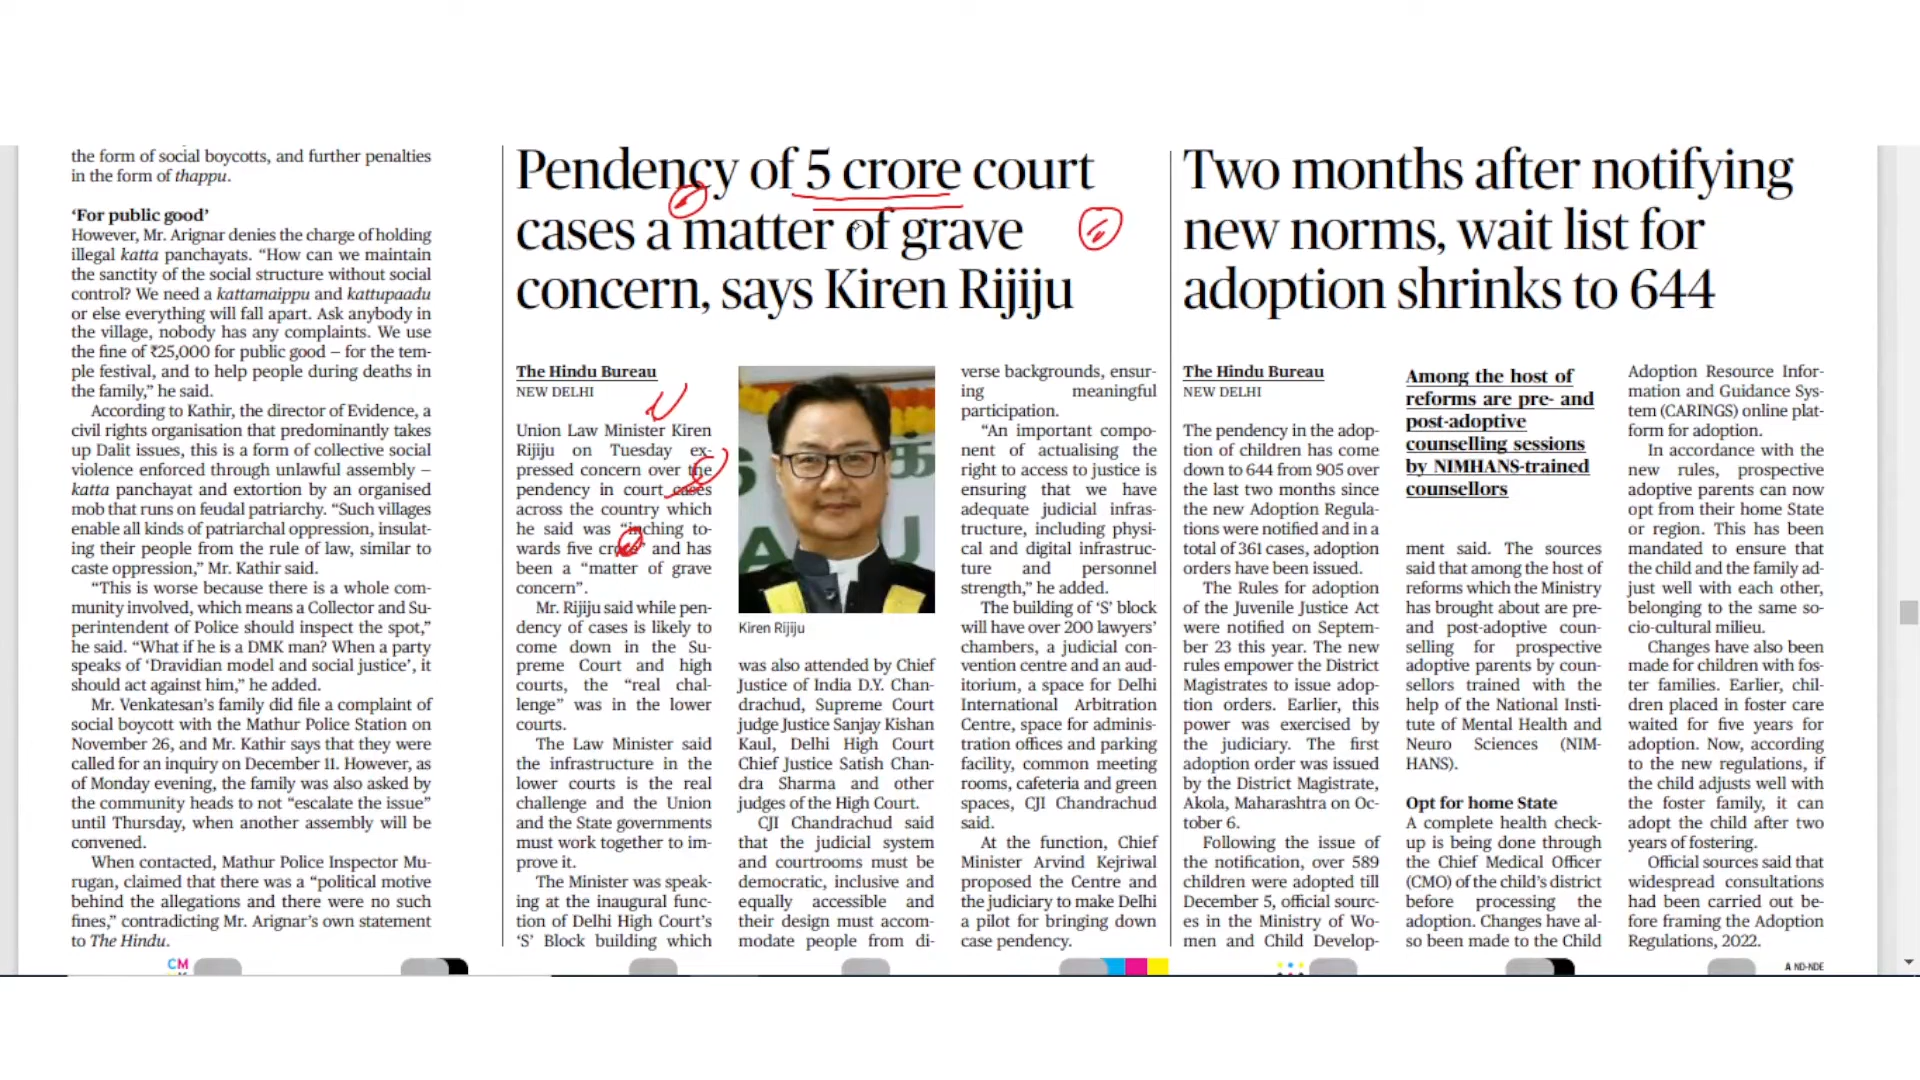 the form of social boycotts, and further penalties
in the form of thappu.
‘For public good’
However, Mr. Arignar denies the charge of holding
illegal katta panchayats. “How can we maintain
the sanctity of the social structure without social
control? We need a kattamaippu and kattupaadu
or else everything will fall apart. Ask anybody in
the village, nobody has any complaints. We use
the fine of ₹25,000 for public good – for the tem-
ple festival, and to help people during deaths in
the family,” he said.
According to Kathir, the director of Evidence, a
civil rights organisation that predominantly takes
up Dalit issues, this is a form of collective social
violence enforced through unlawful assembly –
katta panchayat and extortion by an organised
mob that runs on feudal patriarchy. “Such villages
enable all kinds of patriarchal oppression, insulat-
ing their people from the rule of law, similar to
caste oppression,” Mr. Kathir said.
“This is worse because there is a whole com-
munity involved, which means a Collector and Su-
perintendent of Police should inspect the spot,”
he said. “What if he is a DMK man? When a party
speaks of ‘Dravidian model and social justice’, it
should act against him,” he added.
Mr. Venkatesan’s family did file a complaint of
social boycott with the Mathur Police Station on
November 26, and Mr. Kathir says that they were
called for an inquiry on December 11. However, as
of Monday evening, the family was also asked by
the community heads to not “escalate the issue”
until Thursday, when another assembly will be
convened.
When contacted, Mathur Police Inspector Mu-
rugan, claimed that there was a “political motive
behind the allegations and there were no such
fines,” contradicting Mr. Arignar’s own statement
to The Hindu.
Pendency of 5 crore court
cases a matter of grave
concern, says Kiren Rijiju
The Hindu Bureau
NEW DELHI
Union Law Minister Kiren
Rijiju on Tuesday ex-
pressed concern over the
pendency in court cases
across the country which
he said was “inching to-
wards five crore” and has
been a “matter of grave
concern”.
Mr. Rijiju said while pen-
dency of cases is likely to
come down in the Su-
preme Court and high
courts, the “real chal-
lenge” was in the lower
courts.
The Law Minister said
the infrastructure in the
lower courts is the real
challenge and the Union
and the State governments
must work together to im-
prove it.
The Minister was speak-
ing at the inaugural func-
tion of Delhi High Court’s
‘S’ Block building which
Kiren Rijiju
was also attended by Chief
Justice of India D.Y. Chan-
drachud, Supreme Court
judge Justice Sanjay Kishan
Kaul, Delhi High Court
Chief Justice Satish Chan-
dra Sharma and other
judges of the High Court.
CJI Chandrachud said
that the judicial system
and courtrooms must be
democratic, inclusive and
equally accessible and
their design must accom-
modate people from di-
verse backgrounds, ensur-
ing meaningful
participation.
“An important compo-
nent of actualising the
right to access to justice is
ensuring that we have
adequate judicial infras-
tructure, including physi-
cal and digital infrastruc-
ture and personnel
strength,” he added.
The building of ‘S’ block
will have over 200 lawyers’
chambers, a judicial con-
vention centre and an aud-
itorium, a space for Delhi
International Arbitration
Centre, space for adminis-
tration offices and parking
facility, common meeting
rooms, cafeteria and green
spaces, CJI Chandrachud
said.
At the function, Chief
Minister Arvind Kejriwal
proposed the Centre and
the judiciary to make Delhi
a pilot for bringing down
case pendency.
Two months after notifying
new norms, wait list for
adoption shrinks to 644
The Hindu Bureau
NEW DELHI
The pendency in the adop-
tion of children has come
down to 644 from 905 over
the last two months since
the new Adoption Regula-
tions were notified and in a
total of 361 cases, adoption
orders have been issued.
The Rules for adoption
of the Juvenile Justice Act
were notified on Septem-
ber 23 this year. The new
rules empower the District
Magistrates to issue adop-
tion orders. Earlier, this
power was exercised by
the judiciary. The first
adoption order was issued
by the District Magistrate,
Akola, Maharashtra on Oc-
tober 6.
Following the issue of
the notification, over 589
children were adopted till
December 5, official sourc-
es in the Ministry of Wo-
men and Child Develop-
Among the host of
reforms are pre- and
post-adoptive
counselling sessions
by NIMHANS-trained
counsellors
ment said. The sources
said that among the host of
reforms which the Ministry
has brought about are pre-
and post-adoptive coun-
selling for prospective
adoptive parents by coun-
sellors trained with the
help of the National Insti-
tute of Mental Health and
Neuro Sciences (NIM-
HANS).
Opt for home State
A complete health check-
up is being done through
the Chief Medical Officer
(CMO) of the child’s district
before processing the
adoption. Changes have al-
so been made to the Child
Adoption Resource Infor-
mation and Guidance Sys-
tem (CARINGS) online plat-
form for adoption.
In accordance with the
new rules, prospective
adoptive parents can now
opt from their home State
or region. This has been
mandated to ensure that
the child and the family ad-
just well with each other,
belonging to the same so-
cio-cultural milieu.
Changes have also been
made for children with fos-
ter families. Earlier, chil-
dren placed in foster care
waited for five years for
adoption. Now, according
to the new regulations, if
the child adjusts well with
the foster family, it can
adopt the child after two
years of fostering.
Official sources said that
widespread consultations
had been carried out be-
fore framing the Adoption
Regulations, 2022.
CM
A ND-NDE